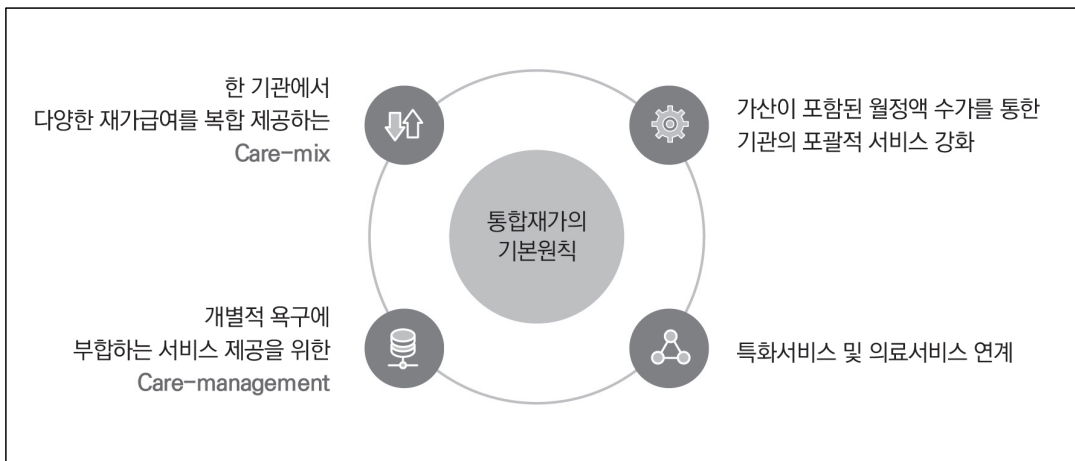 한 기관에서
다양한 재가급여를 복합 제공하는
Care-mix
가산이 포함된 월정액 수가를 통한
기관의 포괄적 서비스 강화
통합재가의
기본원칙
개별적 욕구에
부합하는 서비스 제공을 위한
Care-management
특화서비스 및 의료서비스 연계